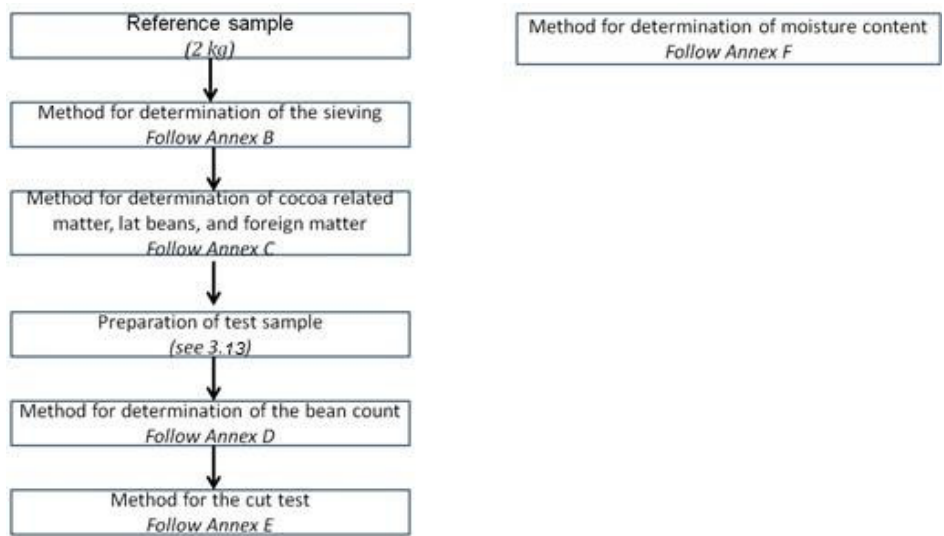 Reference sample
(2 kg)
Method for determination of the sieving
Follow Annex B
Method for determination of cocoa related
matter, lat beans, and foreign matter
Follow Annex C
Preparation of test sample
(see 3.13)
Method for determination of the bean count
Follow Annex D
Method for the cut test
Follow Annex E
Method for determination of moisture content
Follow Annex F